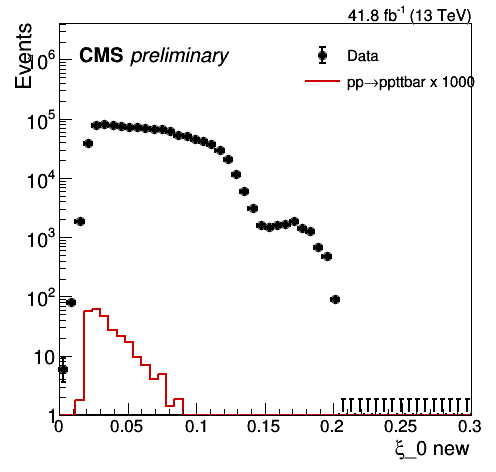 41.8 fb⁻¹ (13 TeV)
Events
CMS preliminary
Data
pp→ppttbar x 1000
10⁶
10⁵
10⁴
10³
10²
10
1
0 0.05 0.1 0.15 0.2 0.25 0.3
ξ_0 new